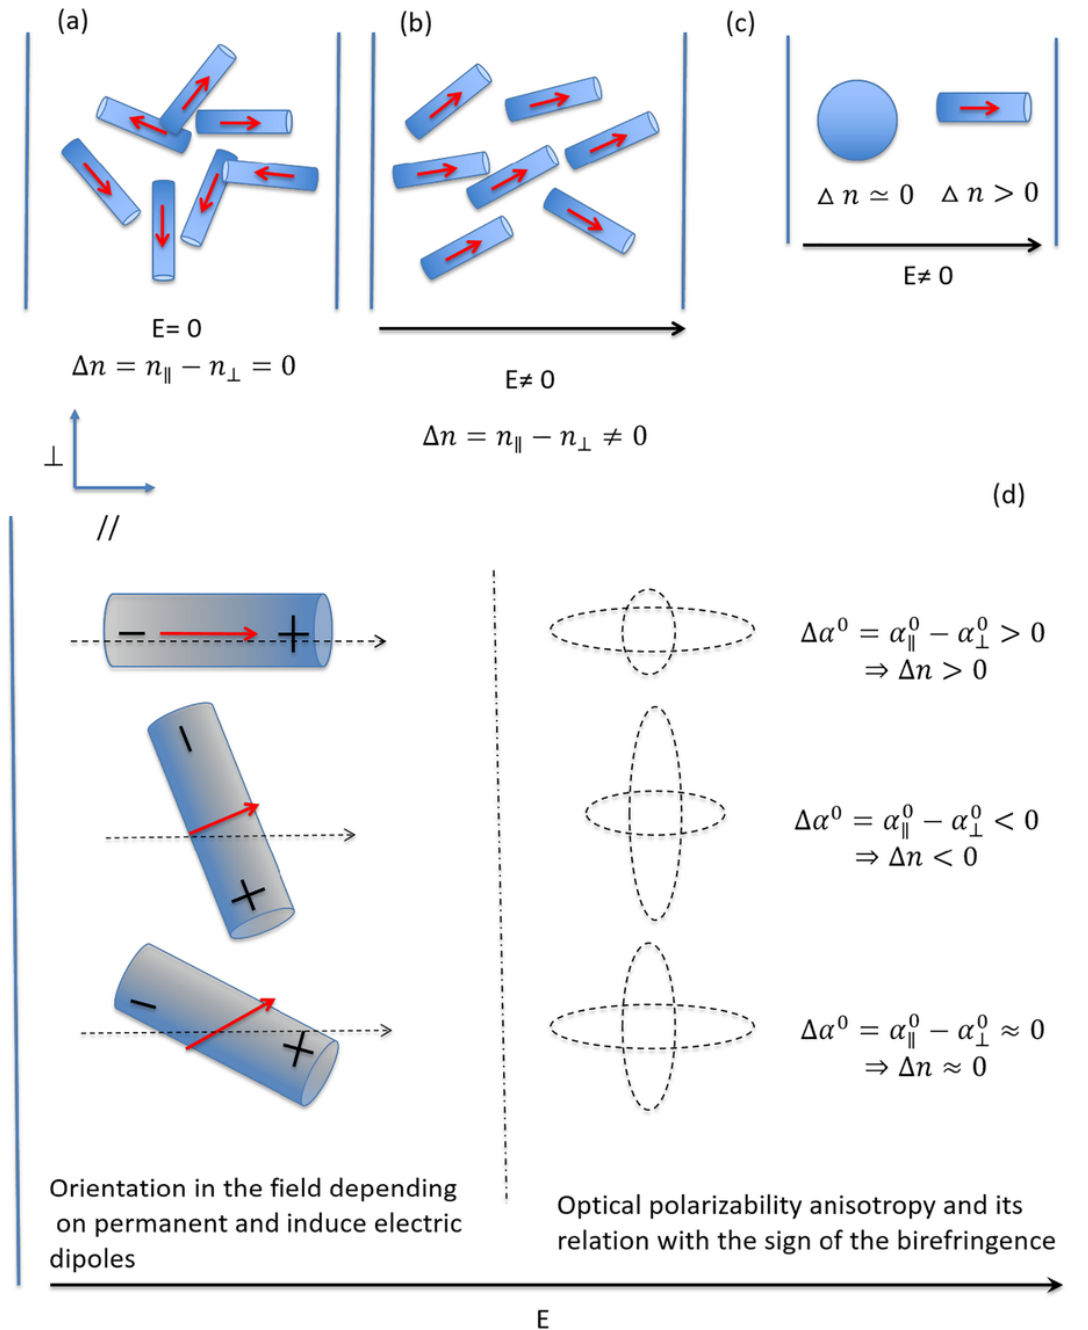 (a)
(b)
(c)
Δ n ≃ 0
Δ n > 0
E≠ 0
E= 0
Δn = n∥ − n⊥ = 0
E≠ 0
Δn = n∥ − n⊥ ≠ 0
⊥
//
(d)
− +
Δα⁰ = α∥⁰ − α⊥⁰ > 0
⇒ Δn > 0
−
+
Δα⁰ = α∥⁰ − α⊥⁰ < 0
⇒ Δn < 0
−
+
Δα⁰ = α∥⁰ − α⊥⁰ ≈ 0
⇒ Δn ≈ 0
Orientation in the field depending
on permanent and induce electric
dipoles
Optical polarizability anisotropy and its
relation with the sign of the birefringence
E